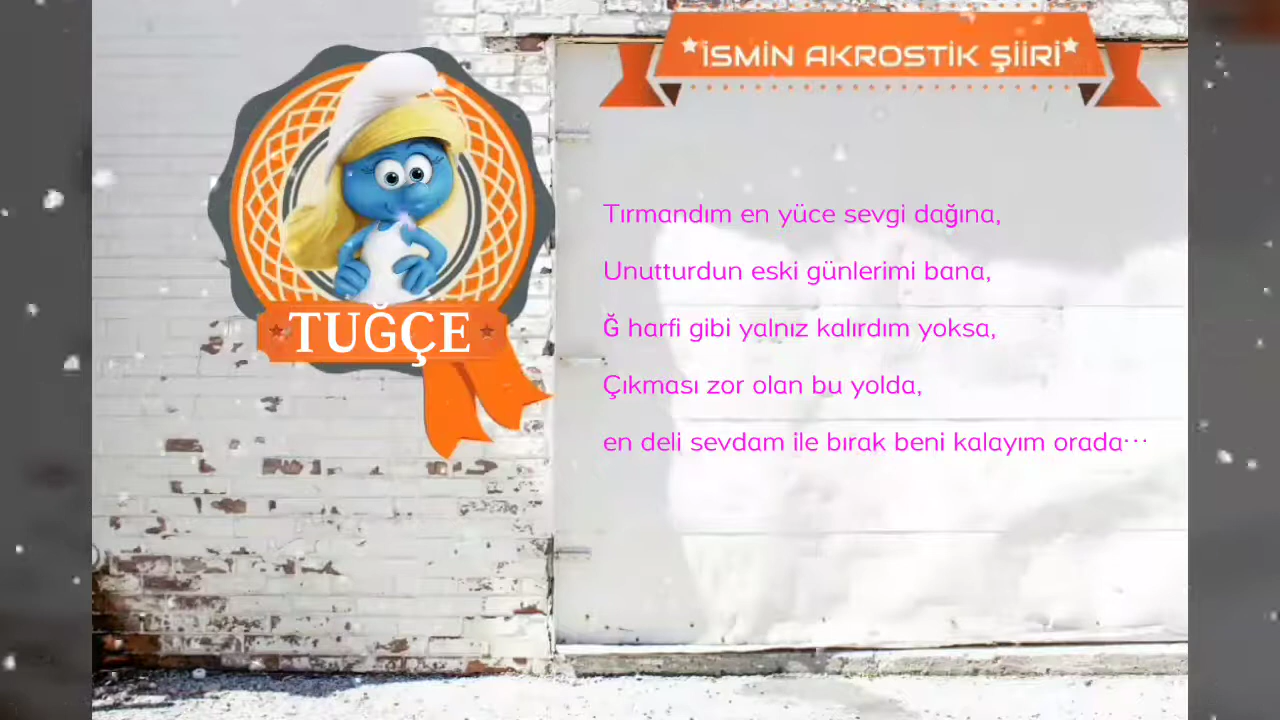 İSMİN AKROSTİK ŞİİRİ
TUĞÇE
Tırmandım en yüce sevgi dağına,
Unutturdun eski günlerimi bana,
Ğ harfi gibi yalnız kalırdım yoksa,
Çıkması zor olan bu yolda,
en deli sevdam ile bırak beni kalayım orada…